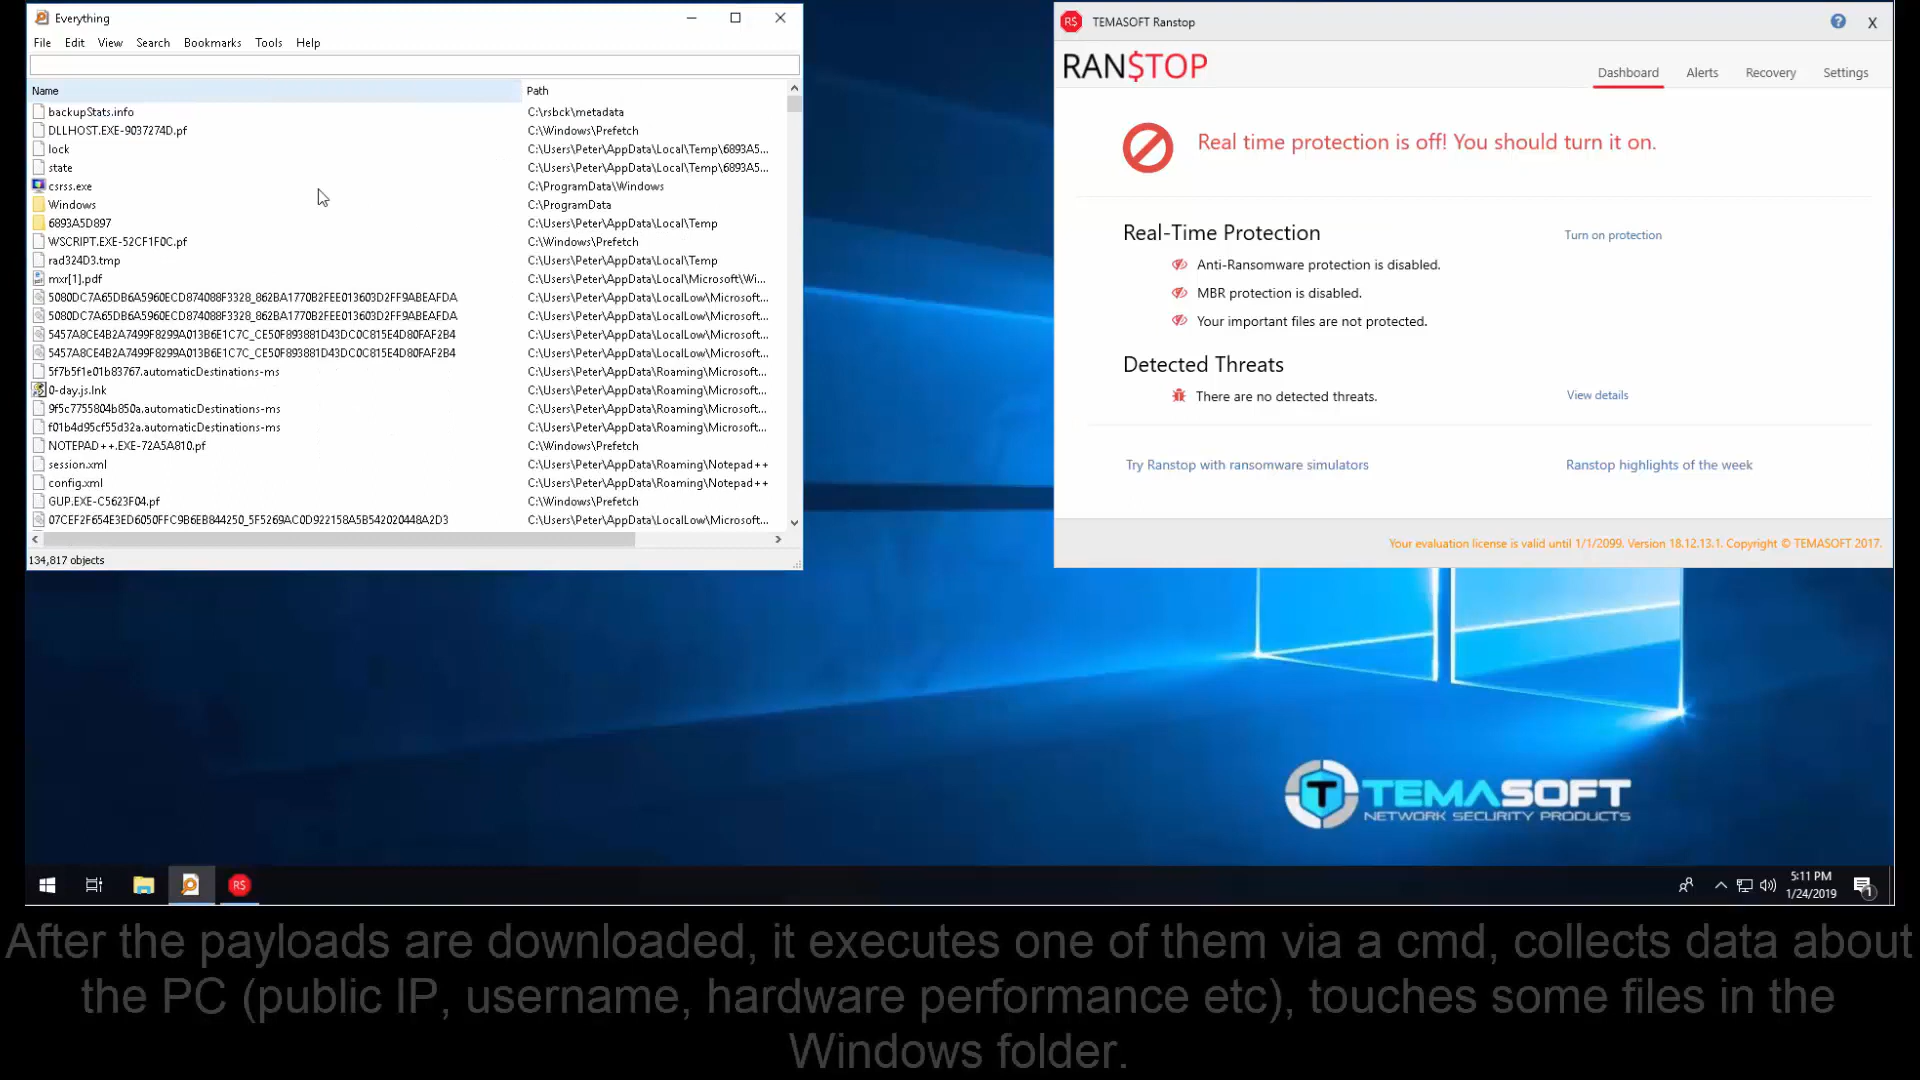 Everything
File Edit View Search Bookmarks Tools Help
Name Path
backupStats.info C:\rsbck\metadata
DLLHOST.EXE-9037274D.pf C:\Windows\Prefetch
lock C:\Users\Peter\AppData\Local\Temp\6893A5...
state C:\Users\Peter\AppData\Local\Temp\6893A5...
csrss.exe C:\ProgramData\Windows
Windows C:\ProgramData
6893A5D897 C:\Users\Peter\AppData\Local\Temp
WSCRIPT.EXE-52CF1F0C.pf C:\Windows\Prefetch
rad324D3.tmp C:\Users\Peter\AppData\Local\Temp
mxr[1].pdf C:\Users\Peter\AppData\Local\Microsoft\Wi...
5080DC7A65DB6A5960ECD874088F3328_862BA1770B2FEE013603D2FF9ABEAFDA C:\Users\Peter\AppData\LocalLow\Microsoft...
5080DC7A65DB6A5960ECD874088F3328_862BA1770B2FEE013603D2FF9ABEAFDA C:\Users\Peter\AppData\LocalLow\Microsoft...
5457A8CE4B2A7499F8299A013B6E1C7C_CE50F893881D43DC0C815E4D80FAF2B4 C:\Users\Peter\AppData\LocalLow\Microsoft...
5457A8CE4B2A7499F8299A013B6E1C7C_CE50F893881D43DC0C815E4D80FAF2B4 C:\Users\Peter\AppData\LocalLow\Microsoft...
5f7b5f1e01b83767.automaticDestinations-ms C:\Users\Peter\AppData\Roaming\Microsoft...
0-day.js.lnk C:\Users\Peter\AppData\Roaming\Microsoft...
9f5c7755804b850a.automaticDestinations-ms C:\Users\Peter\AppData\Roaming\Microsoft...
f01b4d95cf55d32a.automaticDestinations-ms C:\Users\Peter\AppData\Roaming\Microsoft...
NOTEPAD++.EXE-72A5A810.pf C:\Windows\Prefetch
session.xml C:\Users\Peter\AppData\Roaming\Notepad++
config.xml C:\Users\Peter\AppData\Roaming\Notepad++
GUP.EXE-C5623F04.pf C:\Windows\Prefetch
07CEF2F654E3ED6050FFC9B6EB844250_5F5269AC0D922158A5B542020448A2D3 C:\Users\Peter\AppData\LocalLow\Microsoft...
134,817 objects
R$ TEMASOFT Ranstop ? X
RAN$TOP
Dashboard Alerts Recovery Settings
Real time protection is off! You should turn it on.
Real-Time Protection Turn on protection
Anti-Ransomware protection is disabled.
MBR protection is disabled.
Your important files are not protected.
Detected Threats
There are no detected threats. View details
Try Ranstop with ransomware simulators Ranstop highlights of the week
Your evaluation license is valid until 1/1/2099. Version 18.12.13.1. Copyright © TEMASOFT 2017.
T TEMASOFT
NETWORK SECURITY PRODUCTS
RS
5:11 PM
1/24/2019
1
After the payloads are downloaded, it executes one of them via a cmd, collects data about
the PC (public IP, username, hardware performance etc), touches some files in the
Windows folder.